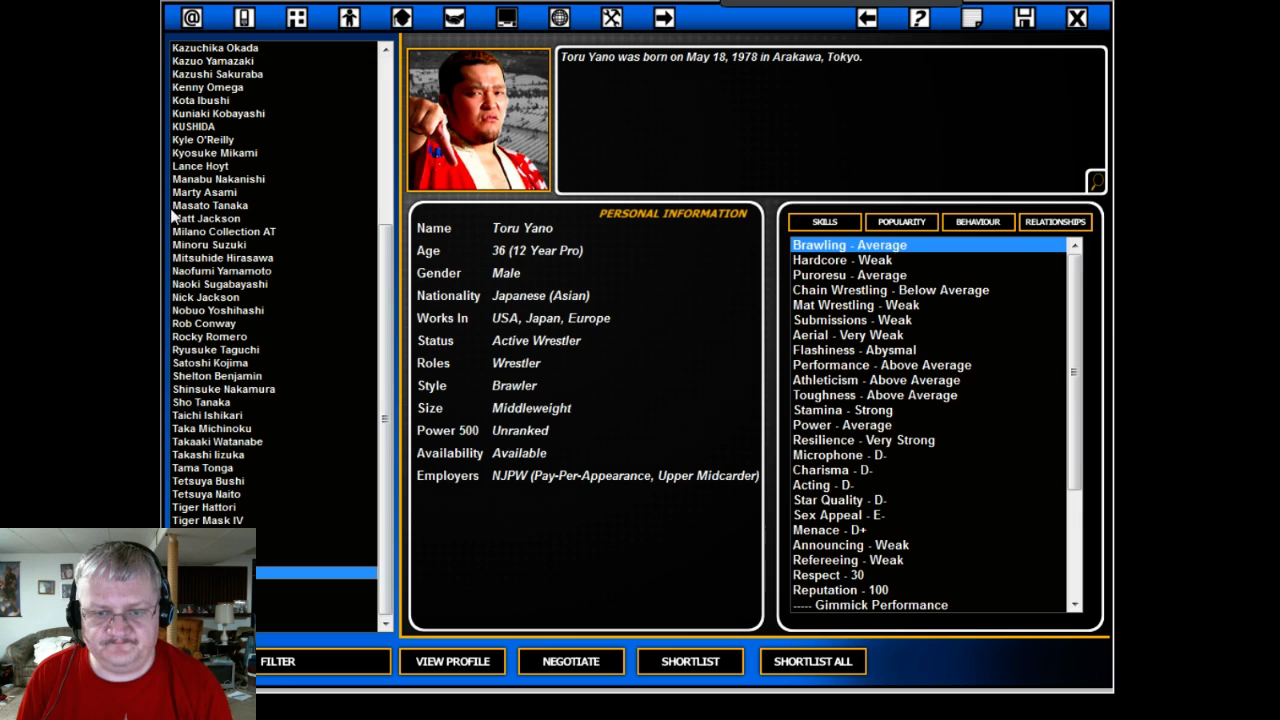 @
?
X
Kazuchika Okada
Kazuo Yamazaki
Kazushi Sakuraba
Kenny Omega
Kota Ibushi
Kuniaki Kobayashi
KUSHIDA
Kyle O'Reilly
Kyosuke Mikami
Lance Hoyt
Manabu Nakanishi
Marty Asami
Masato Tanaka
Matt Jackson
Milano Collection AT
Minoru Suzuki
Mitsuhide Hirasawa
Naofumi Yamamoto
Naoki Sugabayashi
Nick Jackson
Nobuo Yoshihashi
Rob Conway
Rocky Romero
Ryusuke Taguchi
Satoshi Kojima
Shelton Benjamin
Shinsuke Nakamura
Sho Tanaka
Taichi Ishikari
Taka Michinoku
Takaaki Watanabe
Takashi Iizuka
Tama Tonga
Tetsuya Bushi
Tetsuya Naito
Tiger Hattori
Tiger Mask IV
FILTER
Toru Yano was born on May 18, 1978 in Arakawa, Tokyo.
PERSONAL INFORMATION
Name Toru Yano
Age 36 (12 Year Pro)
Gender Male
Nationality Japanese (Asian)
Works In USA, Japan, Europe
Status Active Wrestler
Roles Wrestler
Style Brawler
Size Middleweight
Power 500 Unranked
Availability Available
Employers NJPW (Pay-Per-Appearance, Upper Midcarder)
SKILLS POPULARITY BEHAVIOUR RELATIONSHIPS
Brawling - Average
Hardcore - Weak
Puroresu - Average
Chain Wrestling - Below Average
Mat Wrestling - Weak
Submissions - Weak
Aerial - Very Weak
Flashiness - Abysmal
Performance - Above Average
Athleticism - Above Average
Toughness - Above Average
Stamina - Strong
Power - Average
Resilience - Very Strong
Microphone - D-
Charisma - D-
Acting - D-
Star Quality - D-
Sex Appeal - E-
Menace - D+
Announcing - Weak
Refereeing - Weak
Respect - 30
Reputation - 100
----- Gimmick Performance
VIEW PROFILE NEGOTIATE SHORTLIST SHORTLIST ALL